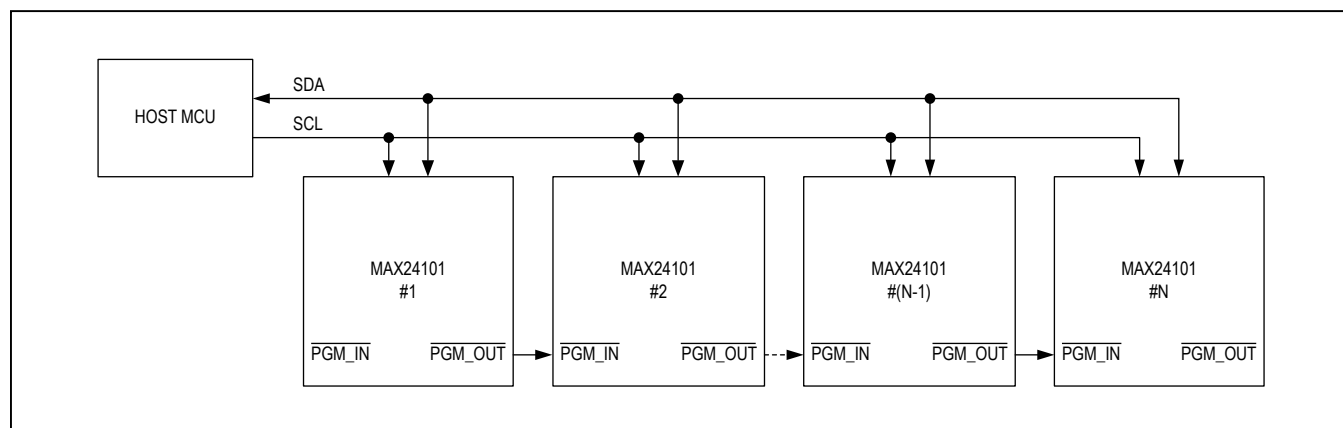 SDA
HOST MCU
SCL
MAX24101
#1
MAX24101
#2
MAX24101
#(N-1)
MAX24101
#N
PGM_IN
PGM_OUT
PGM_IN
PGM_OUT
PGM_IN
PGM_OUT
PGM_IN
PGM_OUT